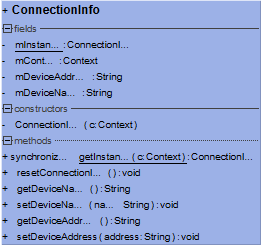 + ConnectionInfo
fields
- mInstan... : ConnectionI...
- mCont... : Context
- mDeviceAddr... : String
- mDeviceNa... : String
constructors
- ConnectionI... ( c: Context)
methods
+ synchroniz... getInstan... ( c: Context) : ConnectionI...
+ resetConnectionI... () : void
+ getDeviceNa... () : String
+ setDeviceNa... ( na... String) : void
+ getDeviceAddr... () : String
+ setDeviceAddress ( address: String) : void